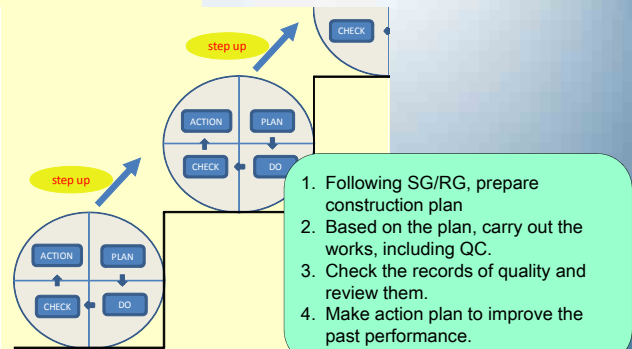 CHECK
step up
ACTION PLAN
CHECK DO
step up
ACTION PLAN
CHECK DO
1. Following SG/RG, prepare
construction plan
2. Based on the plan, carry out the
works, including QC.
3. Check the records of quality and
review them.
4. Make action plan to improve the
past performance.